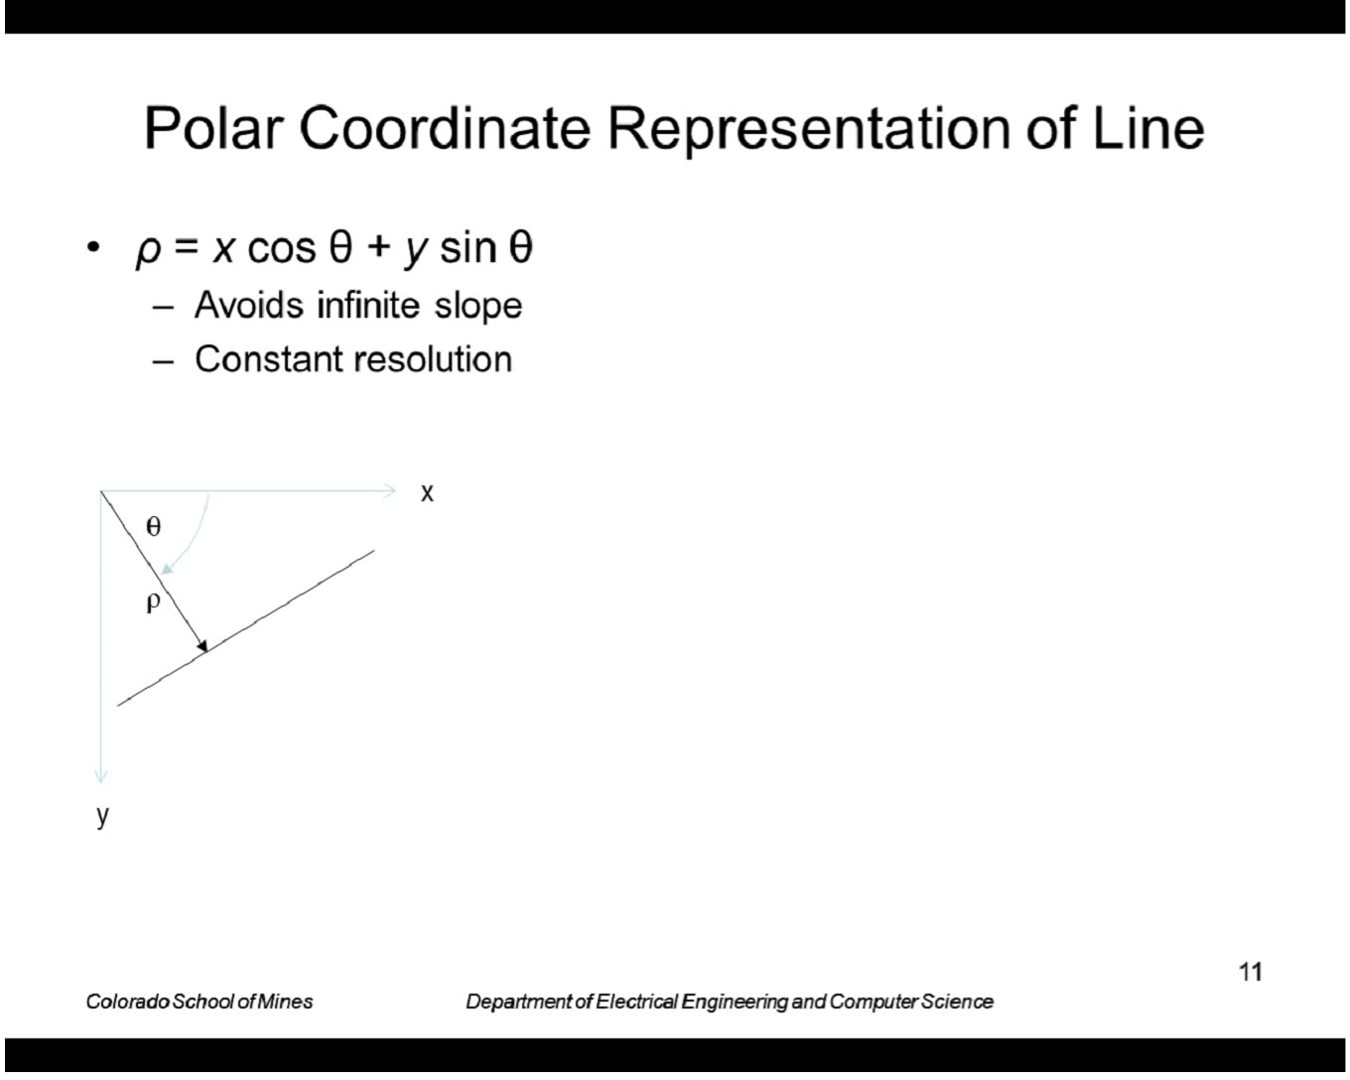 Polar Coordinate Representation of Line
• ρ = x cos θ + y sin θ
– Avoids infinite slope
– Constant resolution
x
θ
ρ
y
11
Colorado School of Mines
Department of Electrical Engineering and Computer Science